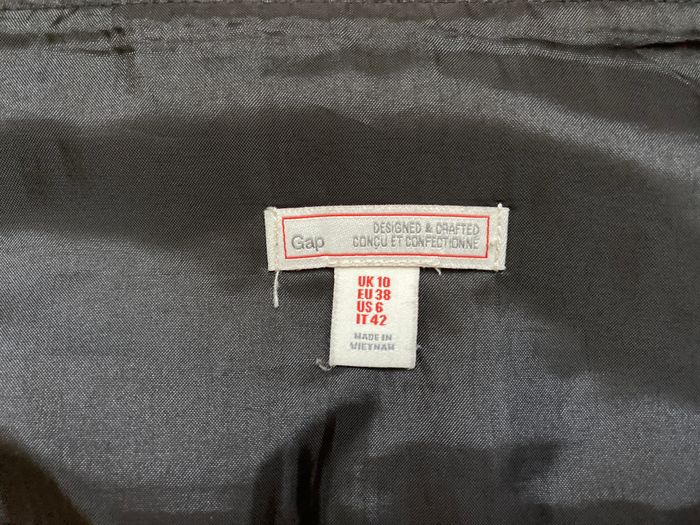 Gap
DESIGNED & CRAFTED
CONÇU ET CONFECTIONNÉ
UK 10
EU 38
US 6
IT 42
MADE IN
VIETNAM